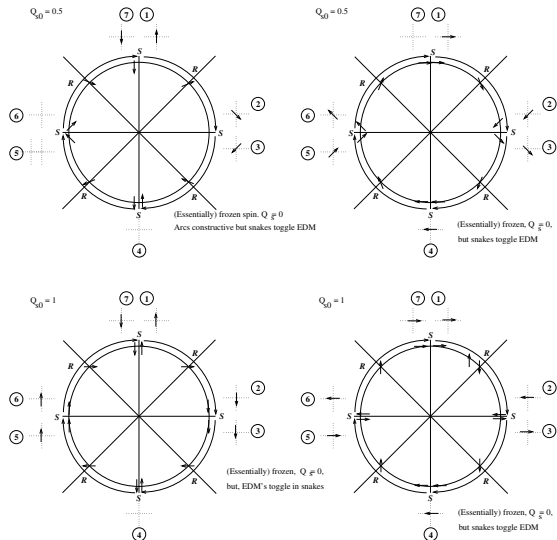 Q_s0 = 0.5
7 1
S
R R
6
2
S S
5
3
R R
S
(Essentially) frozen spin. Q_s = 0
Arcs constructive but snakes toggle EDM
4
Q_s0 = 0.5
7 1
S
R R
6
2
S S
5
3
R R
S
(Essentially) frozen, Q_s = 0,
but snakes toggle EDM
4
Q_s0 = 1
7 1
S
R R
6
2
S S
5
3
R R
(Essentially) frozen, Q_s = 0,
but, EDM's toggle in snakes
S
4
Q_s0 = 1
7 1
S
R R
6
2
S S
5
3
R R
S
(Essentially) frozen, Q_s = 0,
but snakes toggle EDM
4